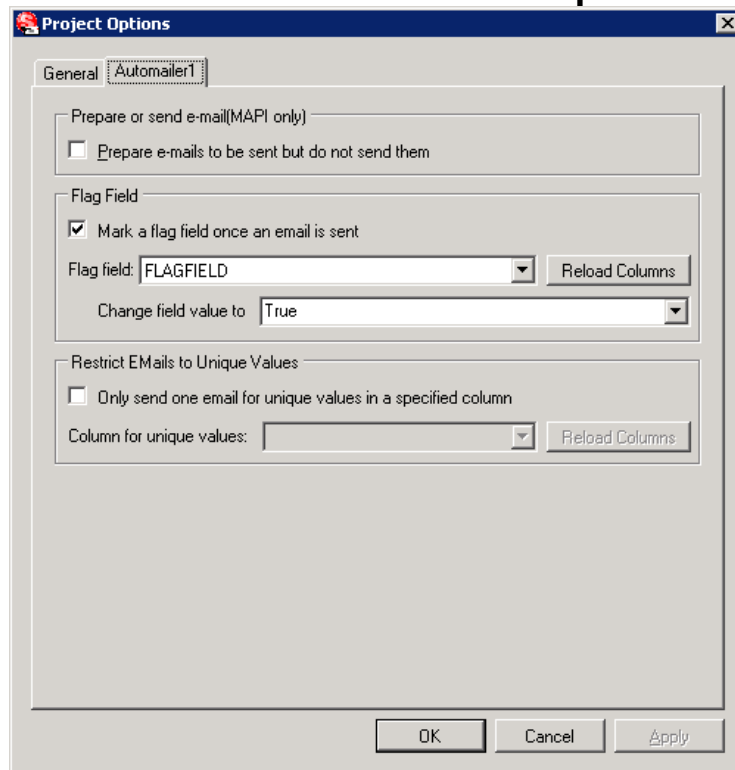 Project Options
General Automailer1
Prepare or send e-mail(MAPI only)
Prepare e-mails to be sent but do not send them
Flag Field
Mark a flag field once an email is sent
Flag field: FLAGFIELD Reload Columns
Change field value to True
Restrict EMails to Unique Values
Only send one email for unique values in a specified column
Column for unique values: Reload Columns
OK Cancel Apply